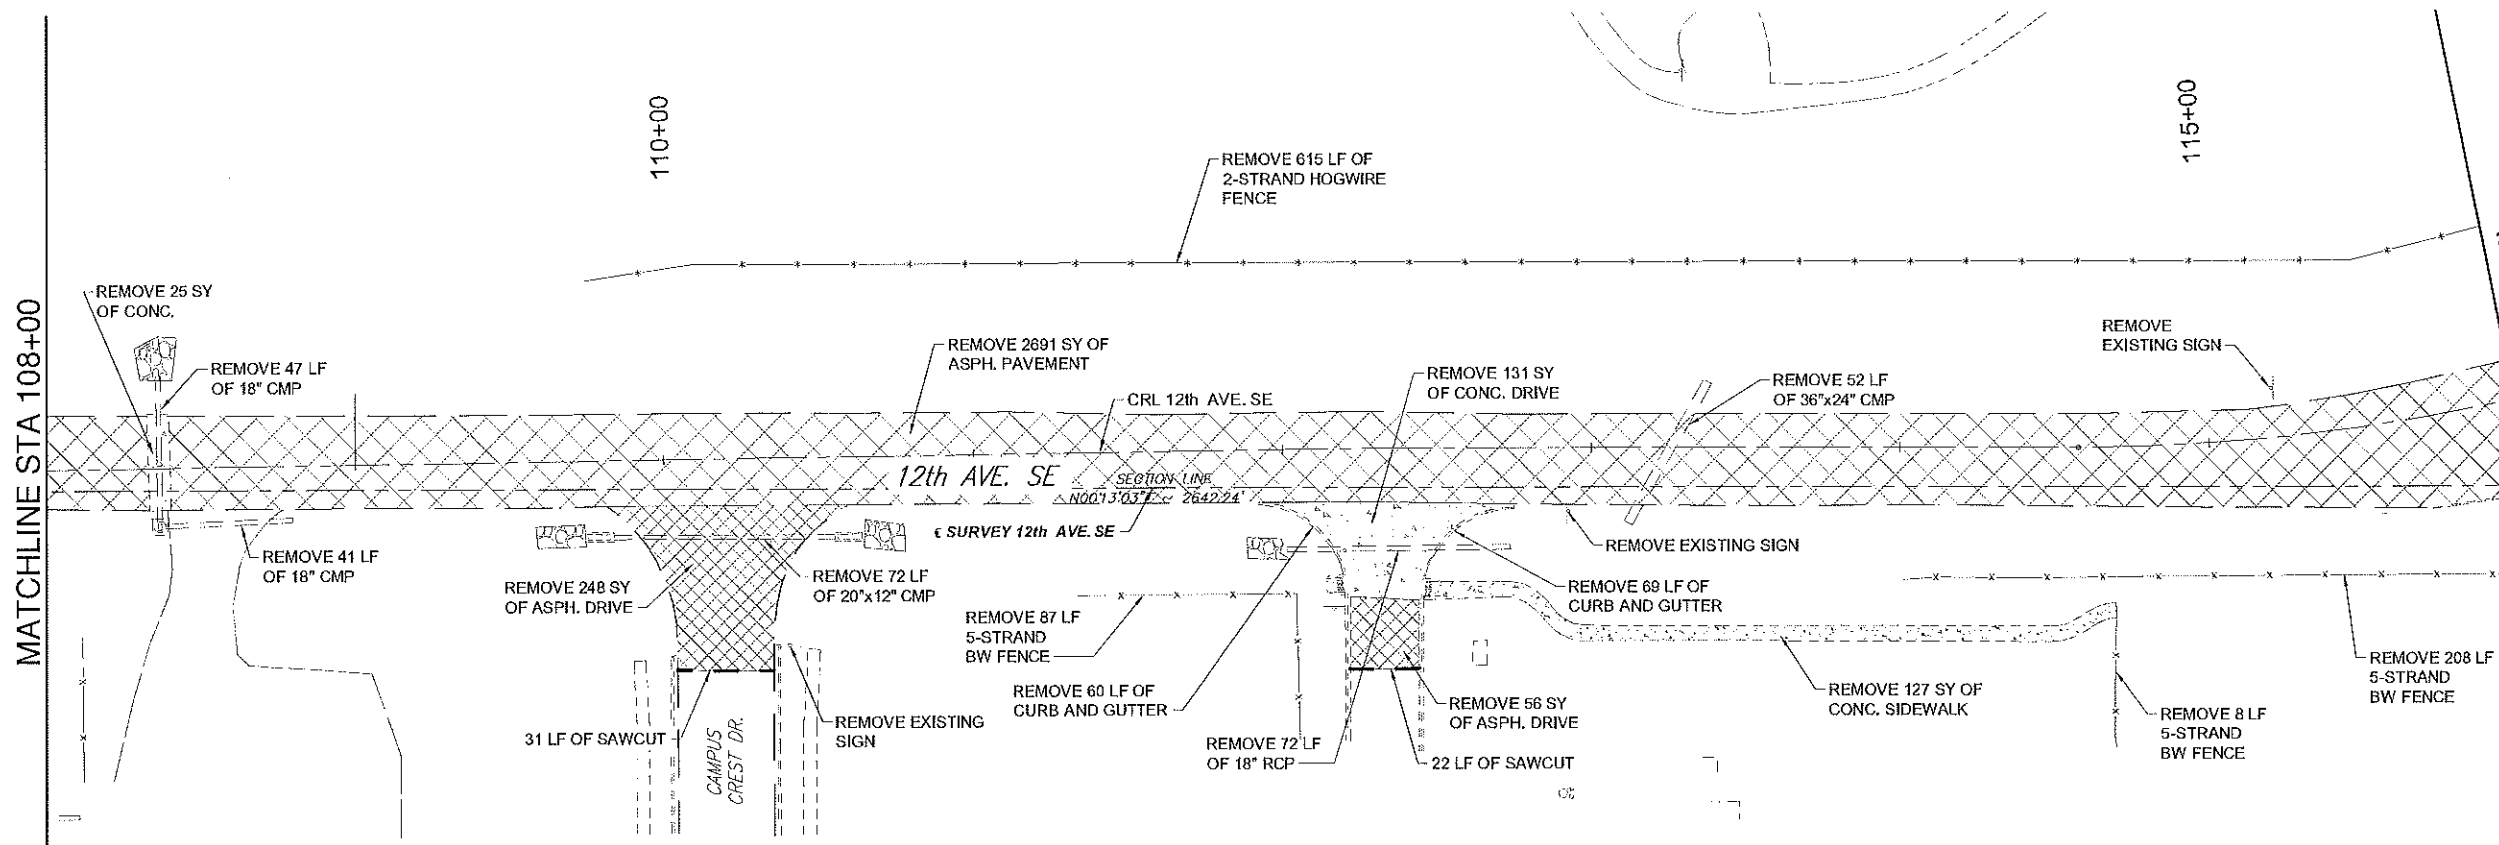 MATCHLINE STA 108+00
110+00
115+00
REMOVE 615 LF OF
2-STRAND HOGWIRE
FENCE
REMOVE 25 SY
OF CONC.
REMOVE 47 LF
OF 18" CMP
REMOVE 2691 SY OF
ASPH. PAVEMENT
CRL 12th AVE. SE
REMOVE 131 SY
OF CONC. DRIVE
REMOVE 52 LF
OF 36"x24" CMP
REMOVE
EXISTING SIGN
12th AVE. SE
SECTION LINE
N00°13'03"E ~ 2642.24'
℄ SURVEY 12th AVE. SE
REMOVE EXISTING SIGN
REMOVE 41 LF
OF 18" CMP
REMOVE 248 SY
OF ASPH. DRIVE
REMOVE 72 LF
OF 20"x12" CMP
REMOVE 87 LF
5-STRAND
BW FENCE
REMOVE 69 LF OF
CURB AND GUTTER
REMOVE 60 LF OF
CURB AND GUTTER
REMOVE EXISTING
SIGN
31 LF OF SAWCUT
CAMPUS
CREST DR.
REMOVE 72 LF
OF 18" RCP
REMOVE 56 SY
OF ASPH. DRIVE
22 LF OF SAWCUT
REMOVE 127 SY OF
CONC. SIDEWALK
REMOVE 8 LF
5-STRAND
BW FENCE
REMOVE 208 LF
5-STRAND
BW FENCE